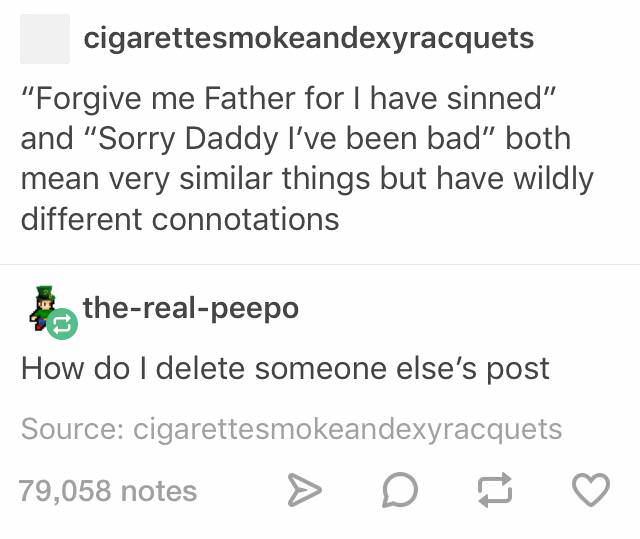 cigarettesmokeandexyracquets
“Forgive me Father for I have sinned”
and “Sorry Daddy I’ve been bad” both
mean very similar things but have wildly
different connotations
the-real-peepo
How do I delete someone else’s post
Source: cigarettesmokeandexyracquets
79,058 notes